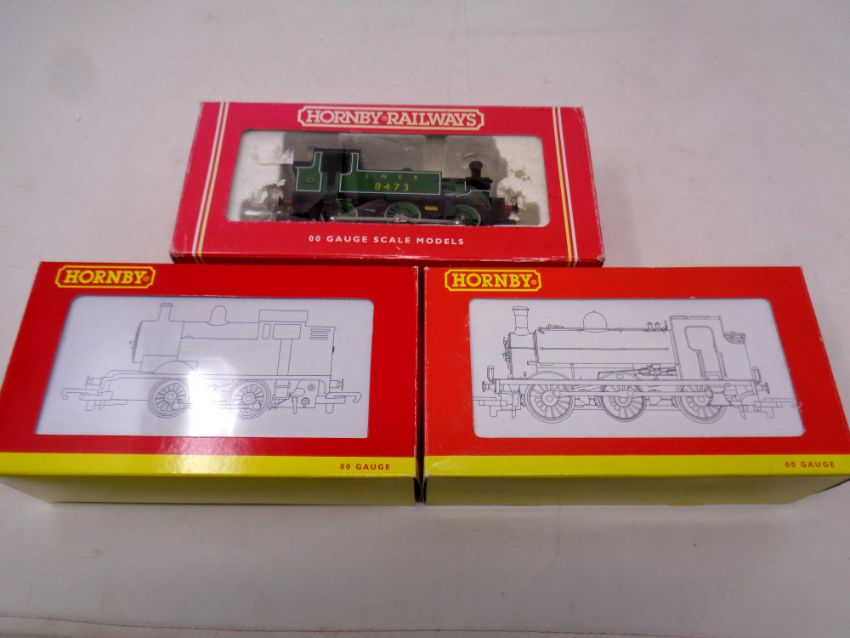 HORNBY RAILWAYS
L N E R
8473
00 GAUGE SCALE MODELS
HORNBY®
HORNBY®
00 GAUGE
00 GAUGE